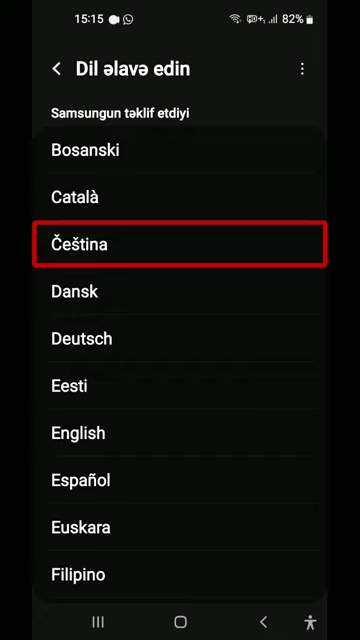 15:15 82%
Dil əlavə edin
Samsungun təklif etdiyi
Bosanski
Català
Čeština
Dansk
Deutsch
Eesti
English
Español
Euskara
Filipino